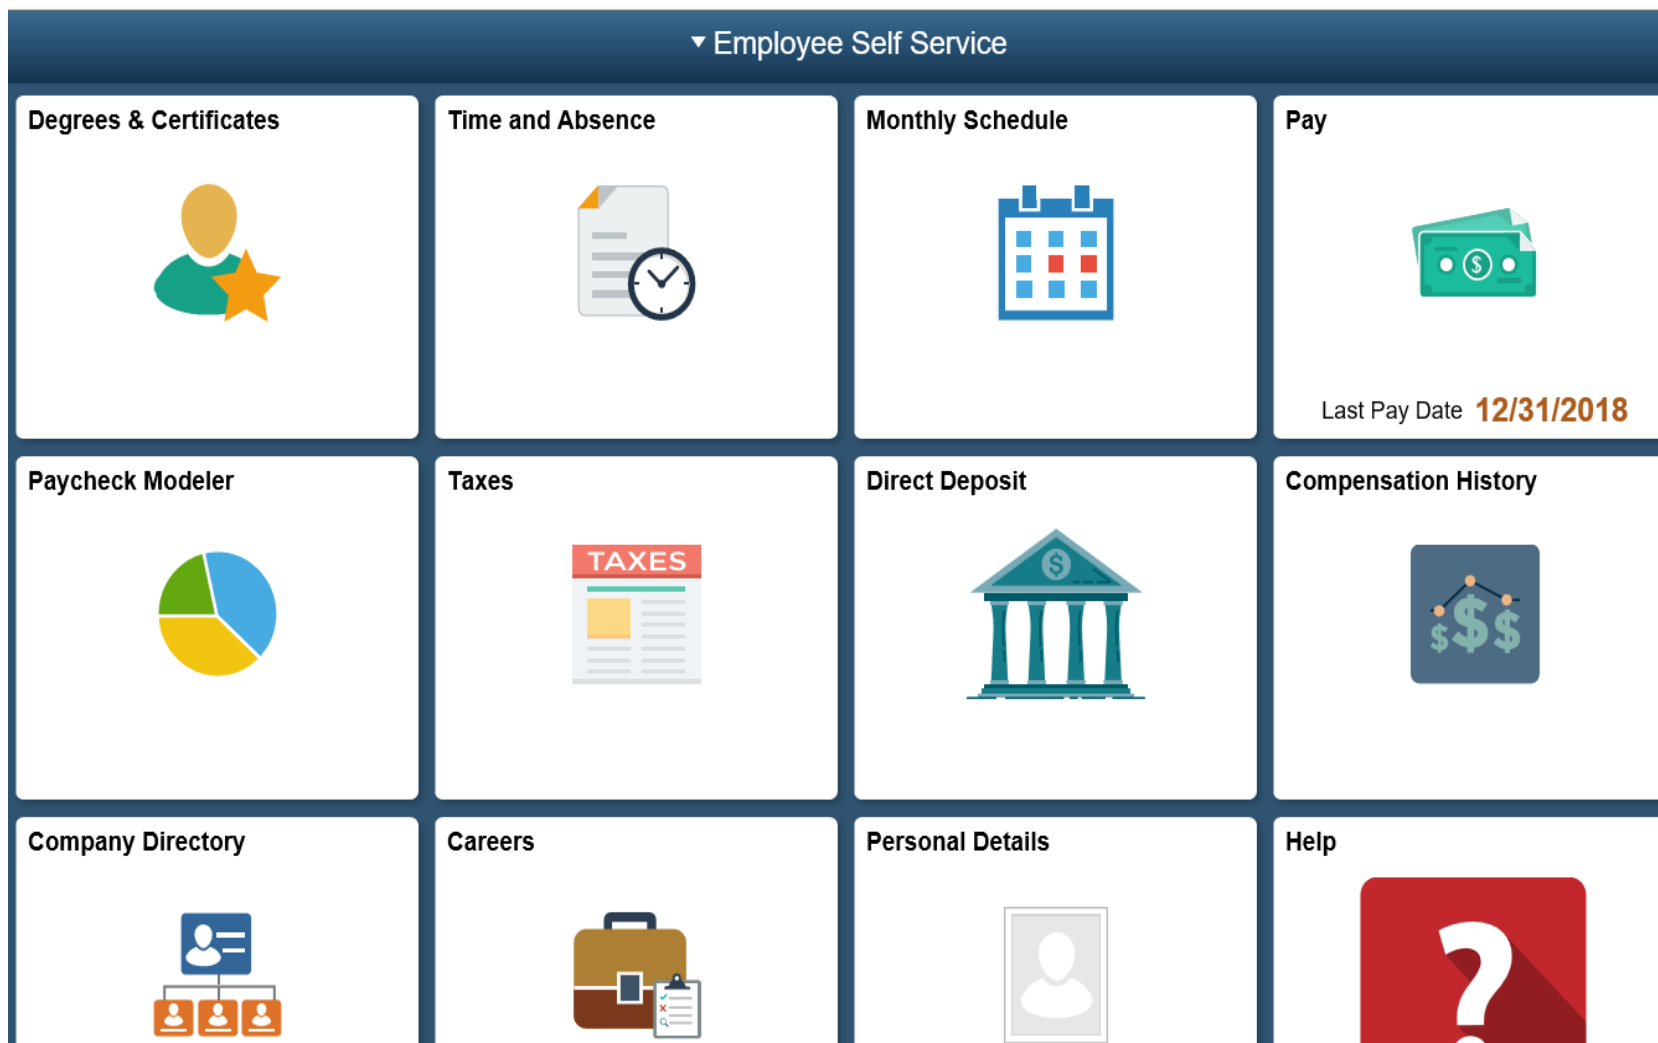 Employee Self Service
Degrees & Certificates
Time and Absence
Monthly Schedule
Pay
$
Last Pay Date 12/31/2018
Paycheck Modeler
Taxes
TAXES
Direct Deposit
$
Compensation History
$$$
Company Directory
Careers
Personal Details
Help
?